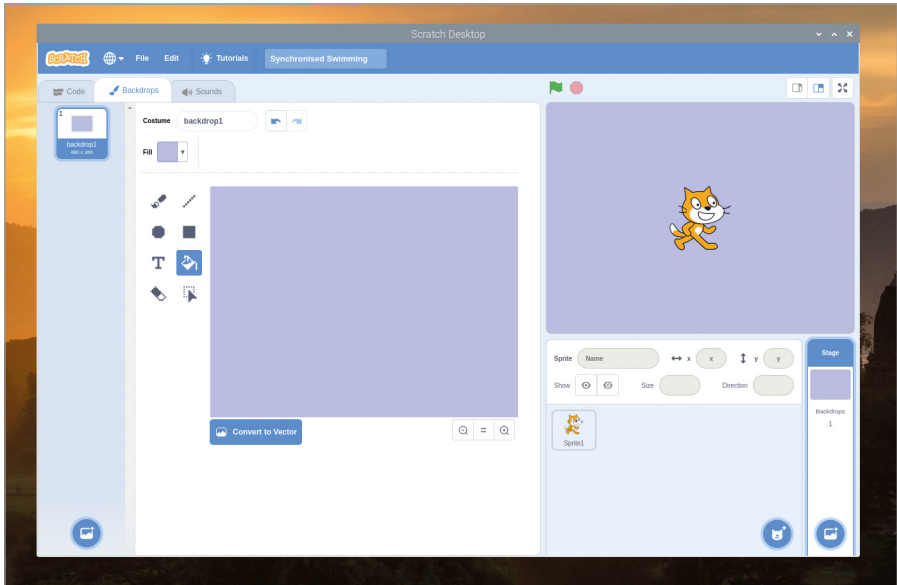 Scratch Desktop
SCRATCH File Edit Tutorials Synchronised Swimming
Code Backdrops Sounds
1
backdrop1
480 x 360
Costume backdrop1
Fill
T
Convert to Vector
=
Sprite Name x x y y
Show Size Direction
Sprite1
Stage
Backdrops
1